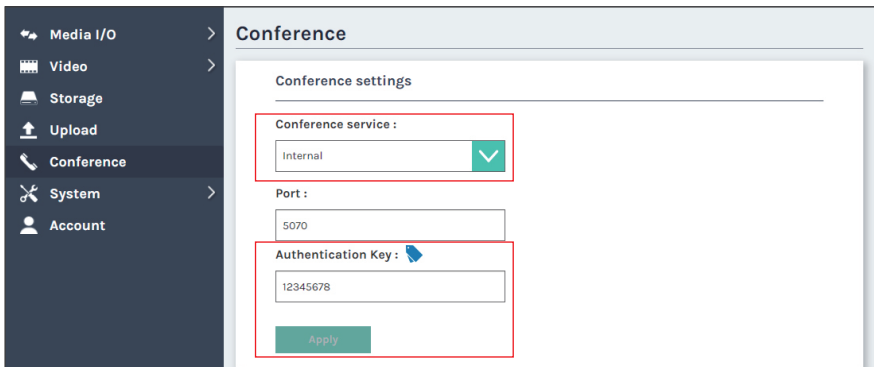 Media I/O
Video
Storage
Upload
Conference
System
Account
Conference
Conference settings
Conference service :
Internal
Port :
5070
Authentication Key :
12345678
Apply